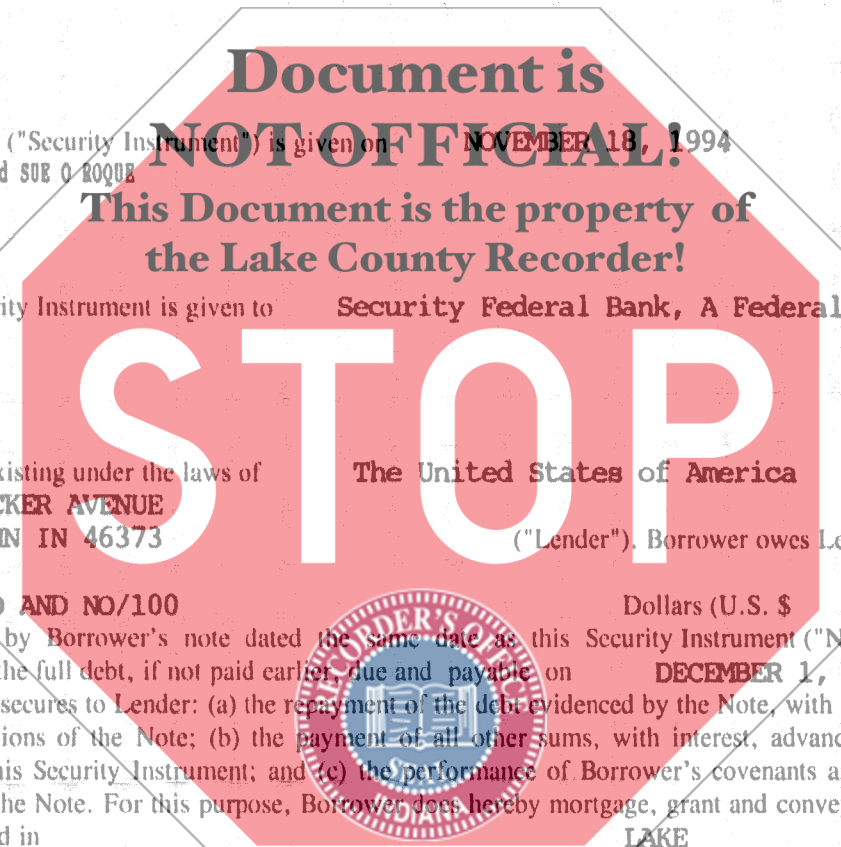 Document is
("Security Instrument") is given on NOVEMBER 18, 1994
NOT OFFICIAL!
d SUE O ROQUE
This Document is the property of
the Lake County Recorder!
ity Instrument is given to Security Federal Bank, A Federal
STOP
xisting under the laws of The United States of America
CKER AVENUE
IN 46373
("Lender"). Borrower owes Le
AND NO/100 Dollars (U.S. $
by Borrower's note dated the same date as this Security Instrument ("N
the full debt, if not paid earlier, due and payable on DECEMBER 1,
secures to Lender: (a) the repayment of the debt evidenced by the Note, with
ions of the Note; (b) the payment of all other sums, with interest, advanc
his Security Instrument; and (c) the performance of Borrower's covenants a
he Note. For this purpose, Borrower does hereby mortgage, grant and conve
d in LAKE
RECORDER'S OFFICE
SEAL
INDIANA